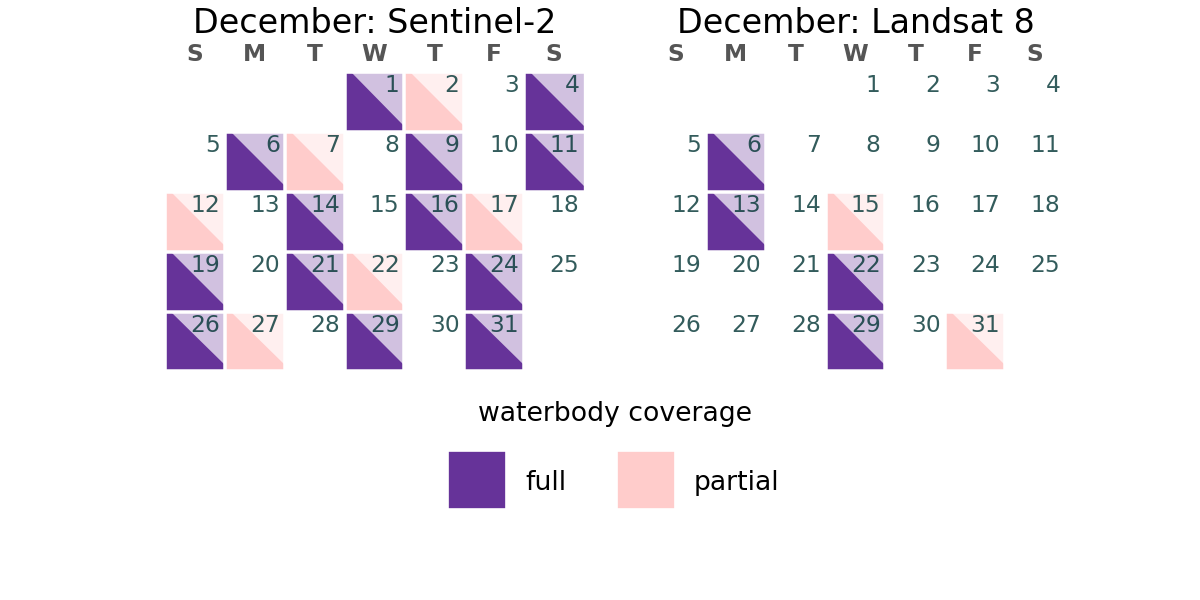 December: Sentinel-2
S M T W T F S
1 2 3 4
5 6 7 8 9 10 11
12 13 14 15 16 17 18
19 20 21 22 23 24 25
26 27 28 29 30 31
December: Landsat 8
S M T W T F S
1 2 3 4
5 6 7 8 9 10 11
12 13 14 15 16 17 18
19 20 21 22 23 24 25
26 27 28 29 30 31
waterbody coverage
full partial